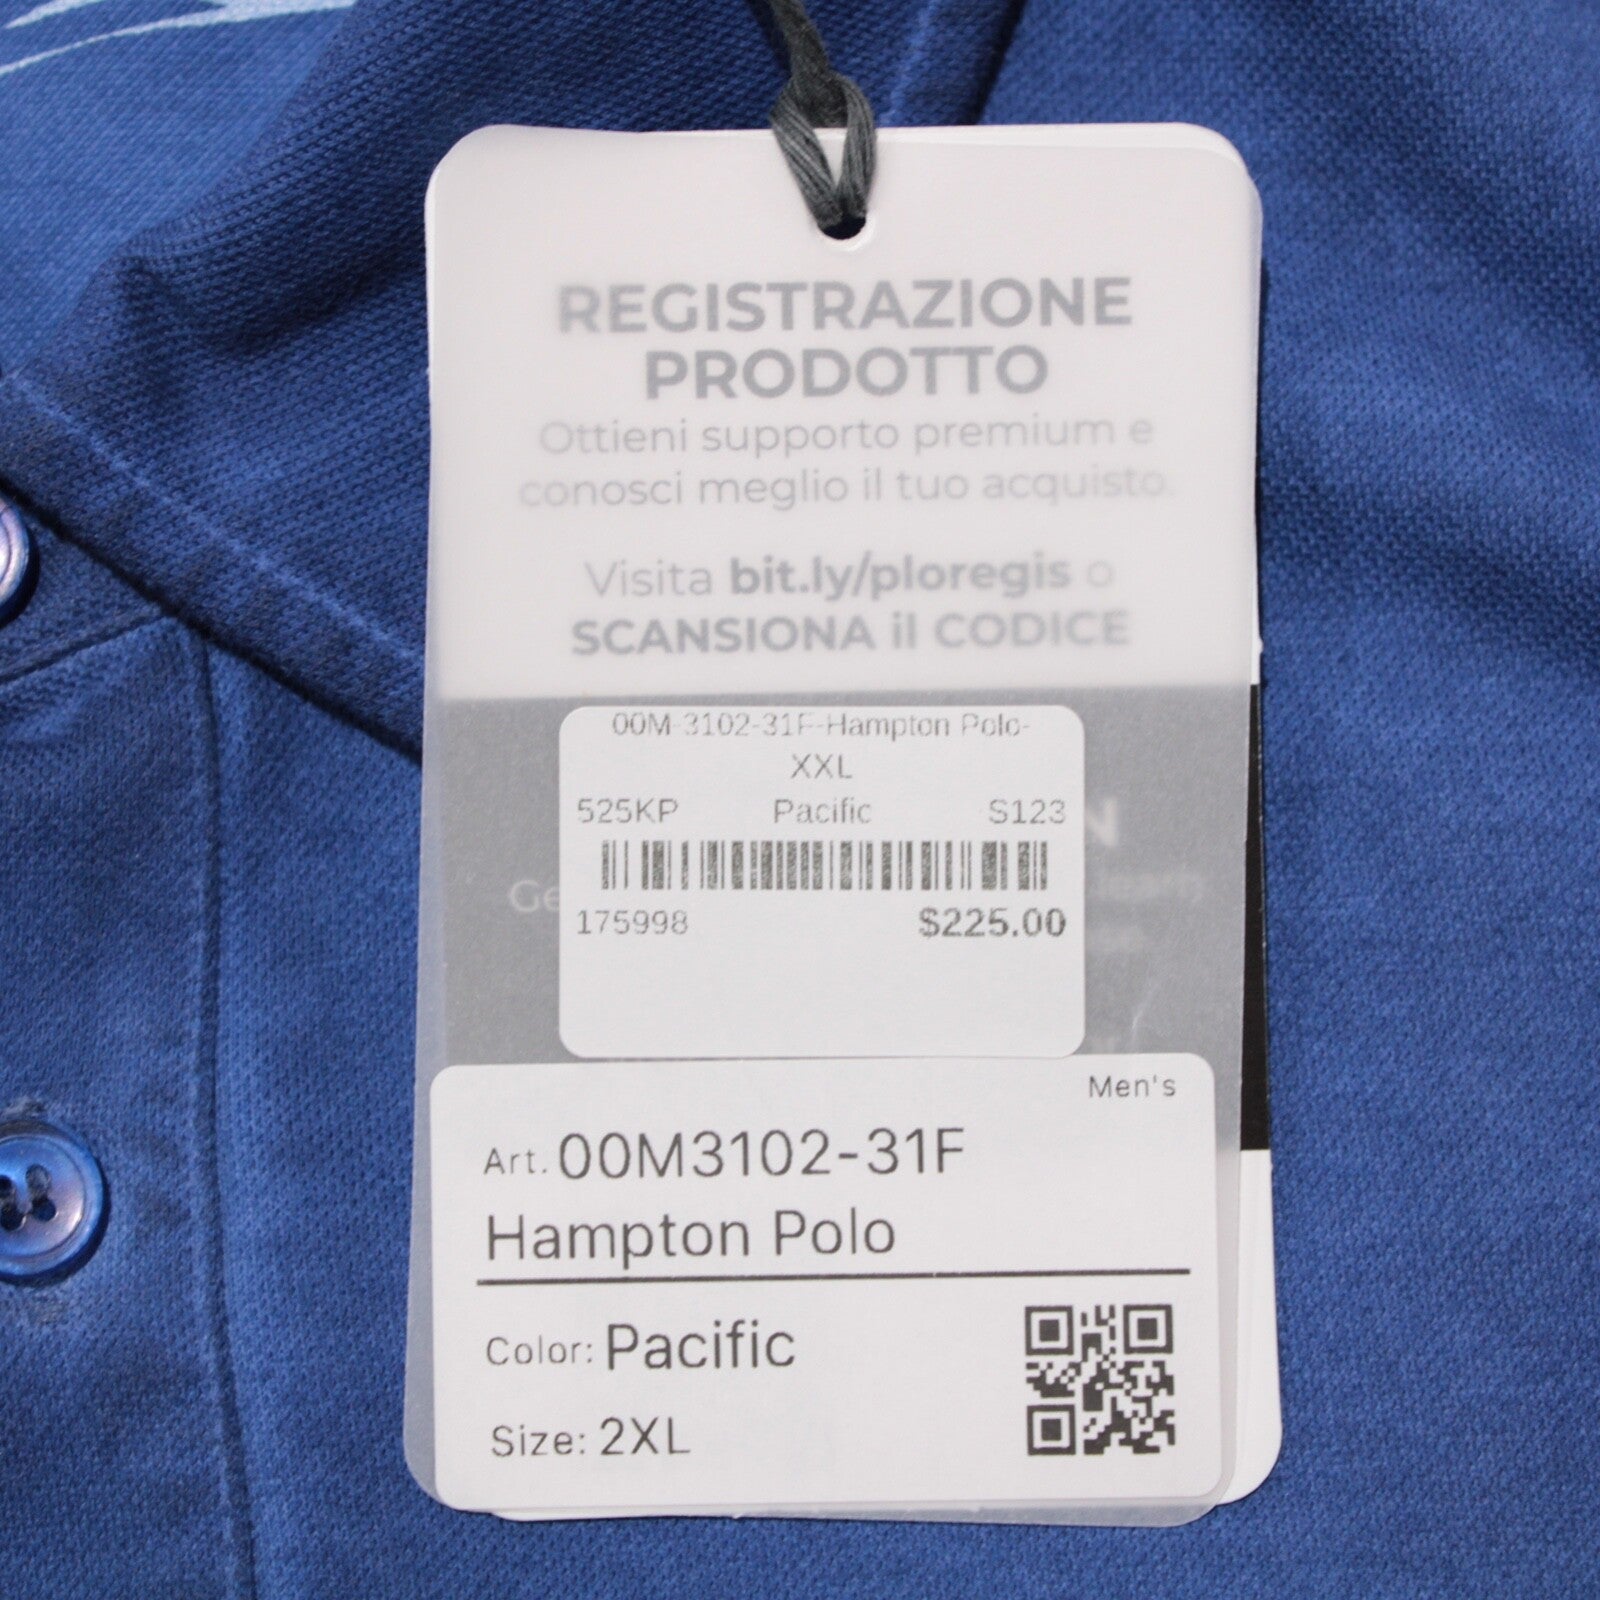 REGISTRAZIONE
PRODOTTO
Ottieni supporto premium e
conosci meglio il tuo acquisto.
Visita bit.ly/ploregis o
SCANSIONA il CODICE
00M-3102-31F-Hampton Polo-
XXL
525KP Pacific S123
175998 $225.00
Men's
Art. 00M3102-31F
Hampton Polo
Color: Pacific
Size: 2XL